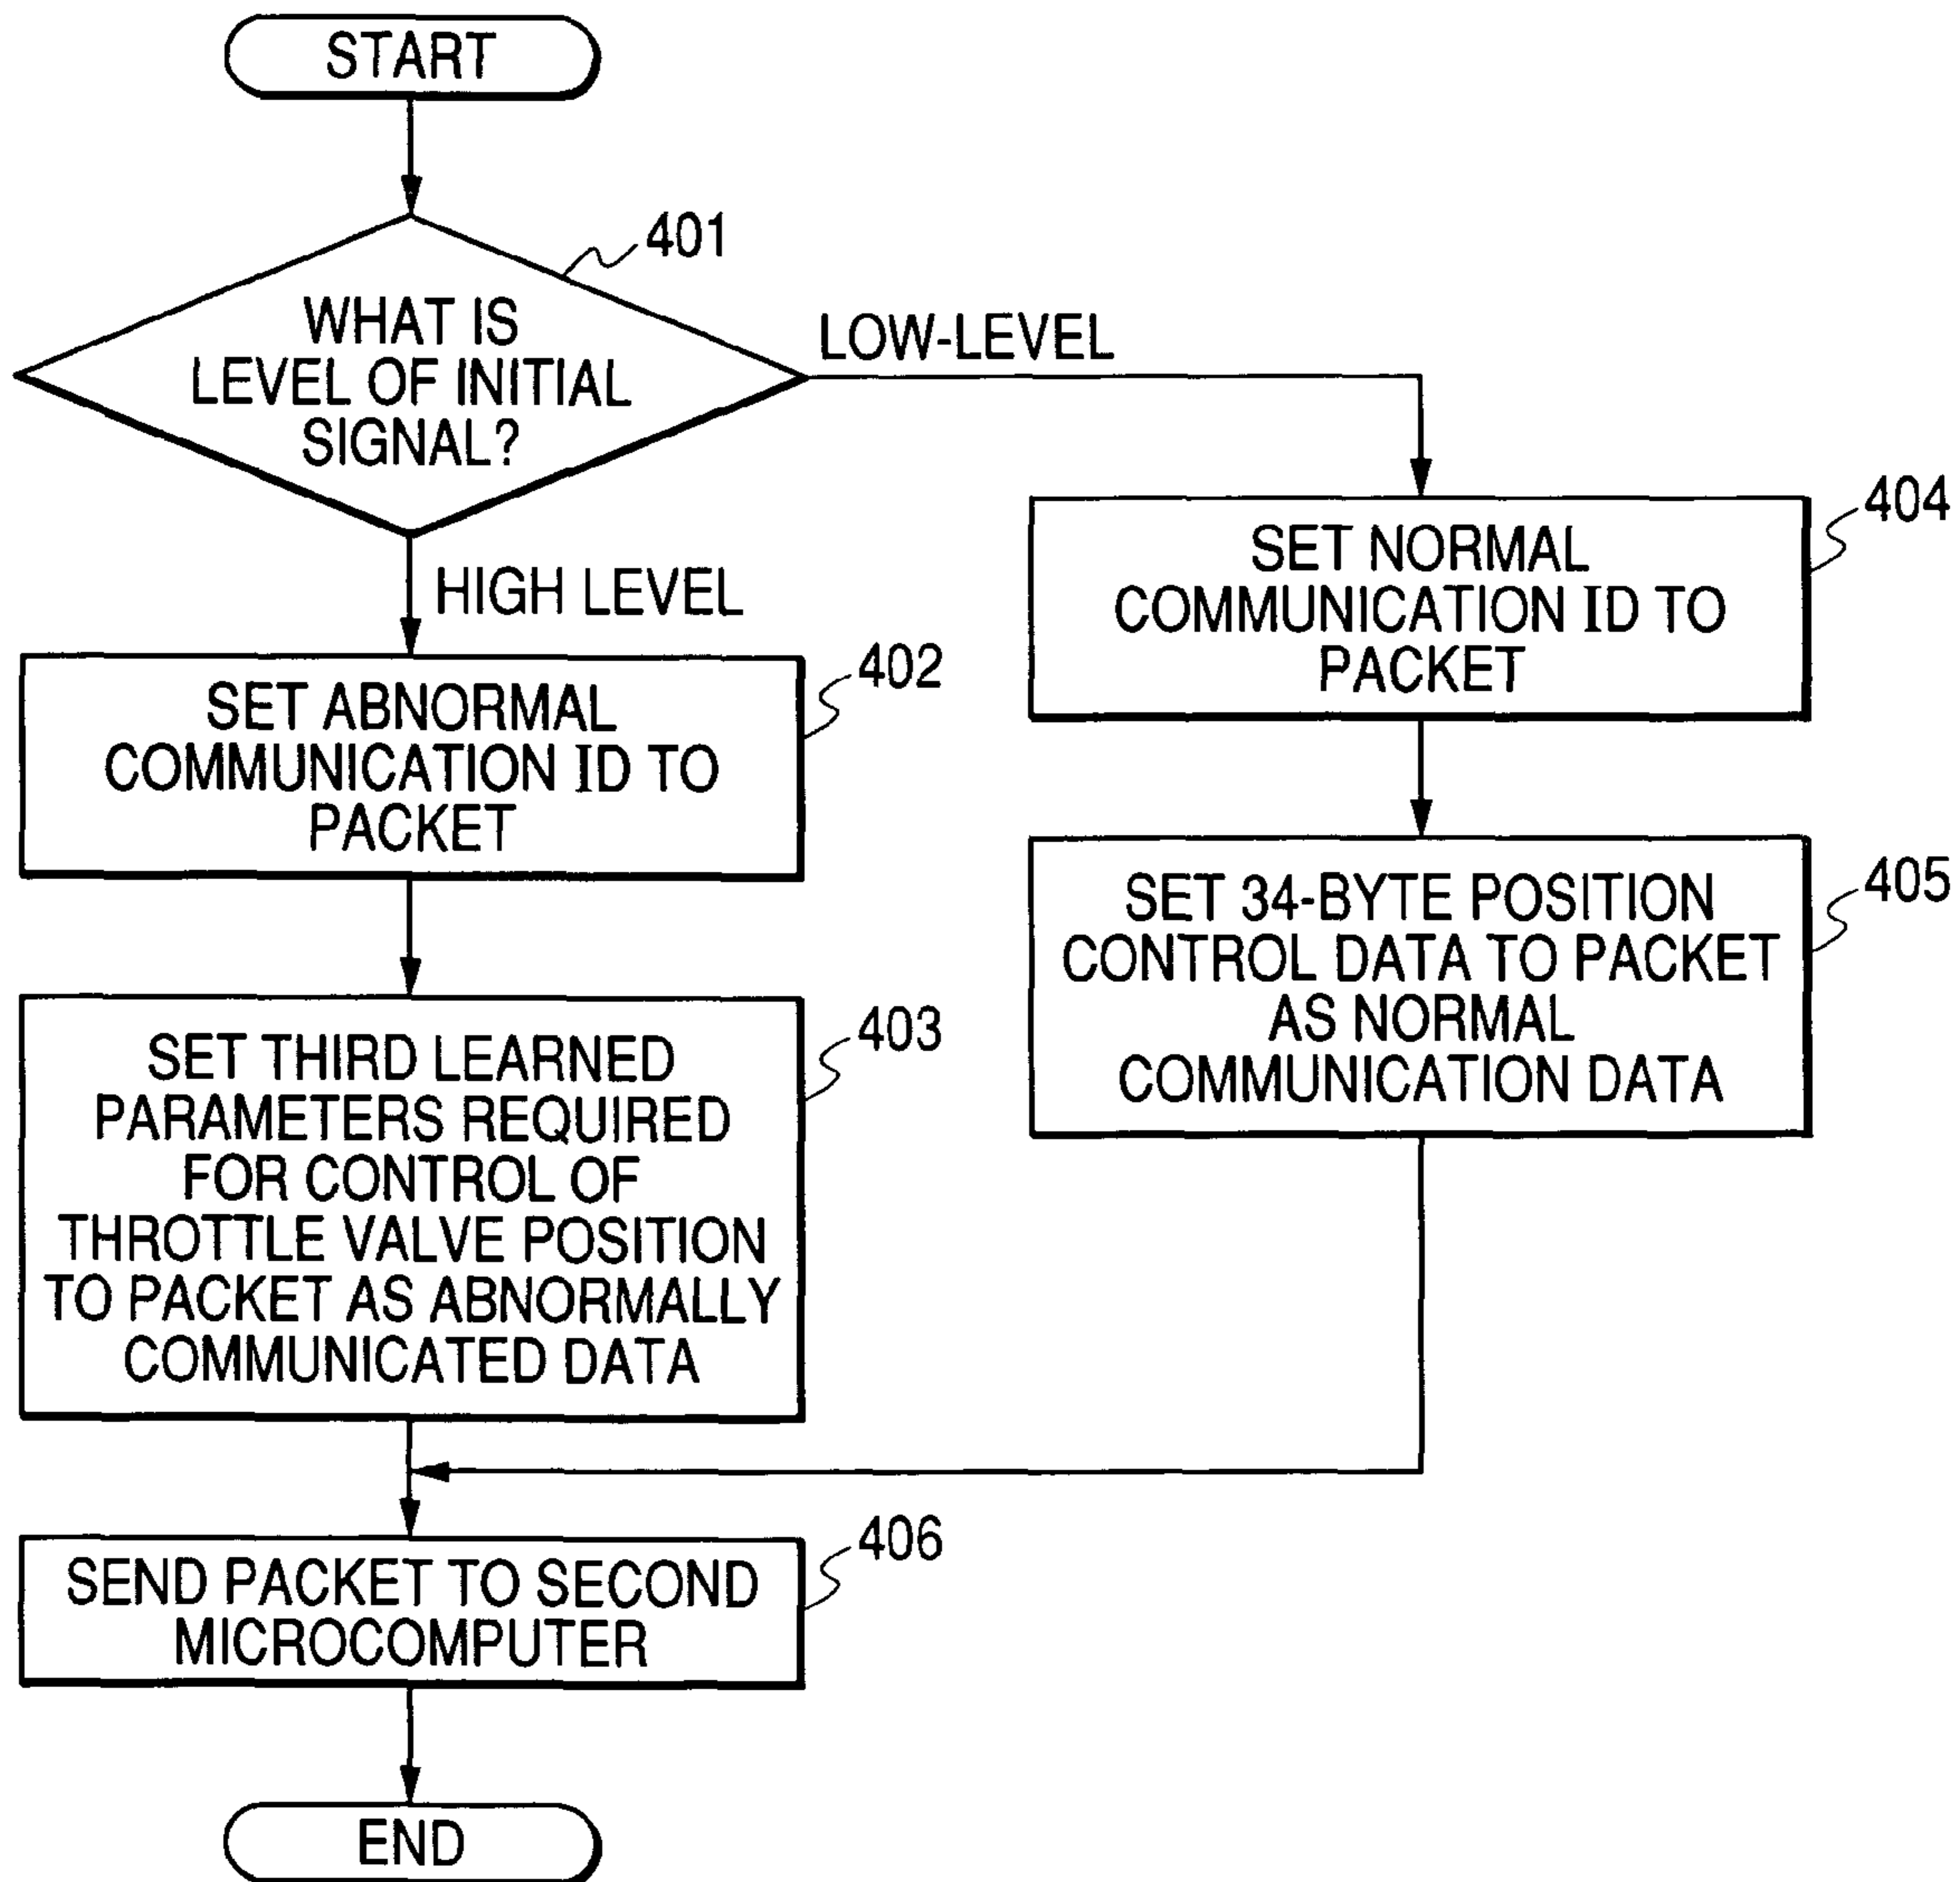 START
401
WHAT IS
LEVEL OF INITIAL
SIGNAL?
LOW-LEVEL
HIGH LEVEL
402
SET ABNORMAL
COMMUNICATION ID TO
PACKET
403
SET THIRD LEARNED
PARAMETERS REQUIRED
FOR CONTROL OF
THROTTLE VALVE POSITION
TO PACKET AS ABNORMALLY
COMMUNICATED DATA
404
SET NORMAL
COMMUNICATION ID TO
PACKET
405
SET 34-BYTE POSITION
CONTROL DATA TO PACKET
AS NORMAL
COMMUNICATION DATA
406
SEND PACKET TO SECOND
MICROCOMPUTER
END